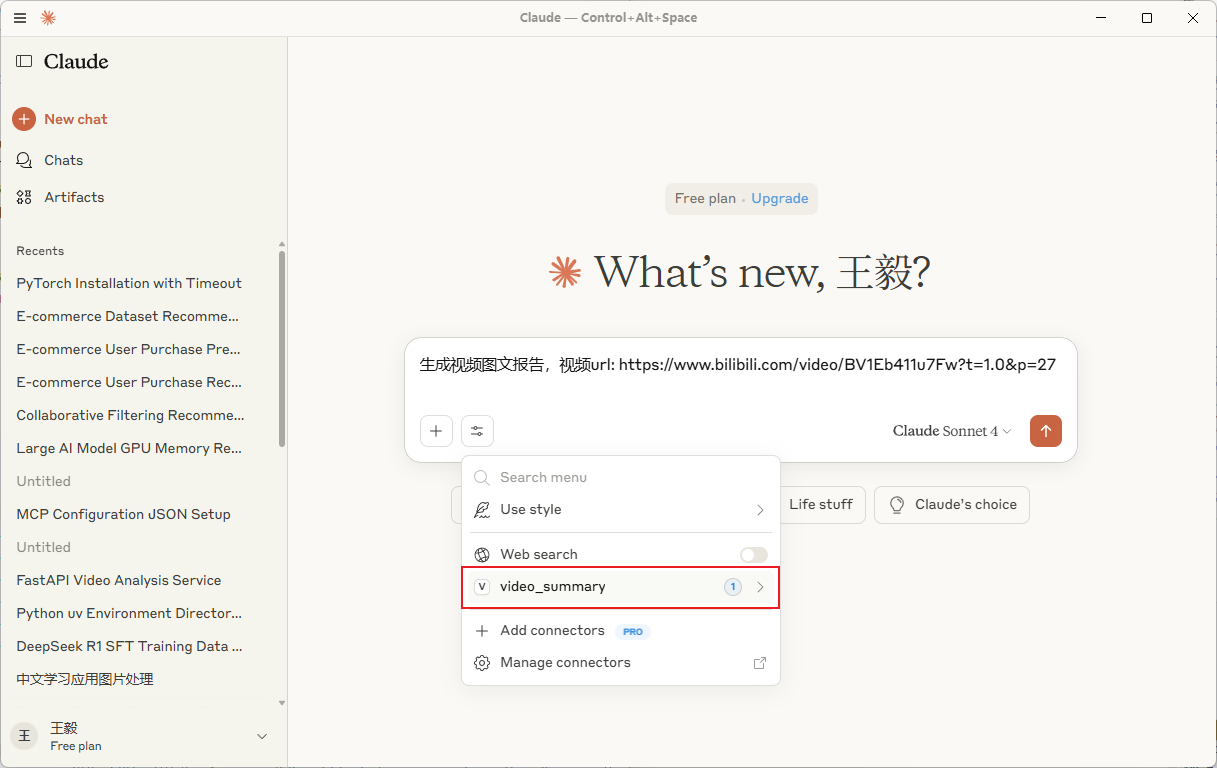 Claude — Control+Alt+Space
Claude
New chat
Chats
Artifacts
Recents
PyTorch Installation with Timeout
E-commerce Dataset Recomme...
E-commerce User Purchase Pre...
E-commerce User Purchase Rec...
Collaborative Filtering Recomme...
Large AI Model GPU Memory Re...
Untitled
MCP Configuration JSON Setup
Untitled
FastAPI Video Analysis Service
Python uv Environment Director...
DeepSeek R1 SFT Training Data ...
中文学习应用图片处理
王
王毅
Free plan
Free plan · Upgrade
What's new, 王毅?
生成视频图文报告，视频url: https://www.bilibili.com/video/BV1Eb411u7Fw?t=1.0&p=27
Claude Sonnet 4
Search menu
Use style
Web search
V video_summary 1
Add connectors PRO
Manage connectors
Life stuff
Claude's choice